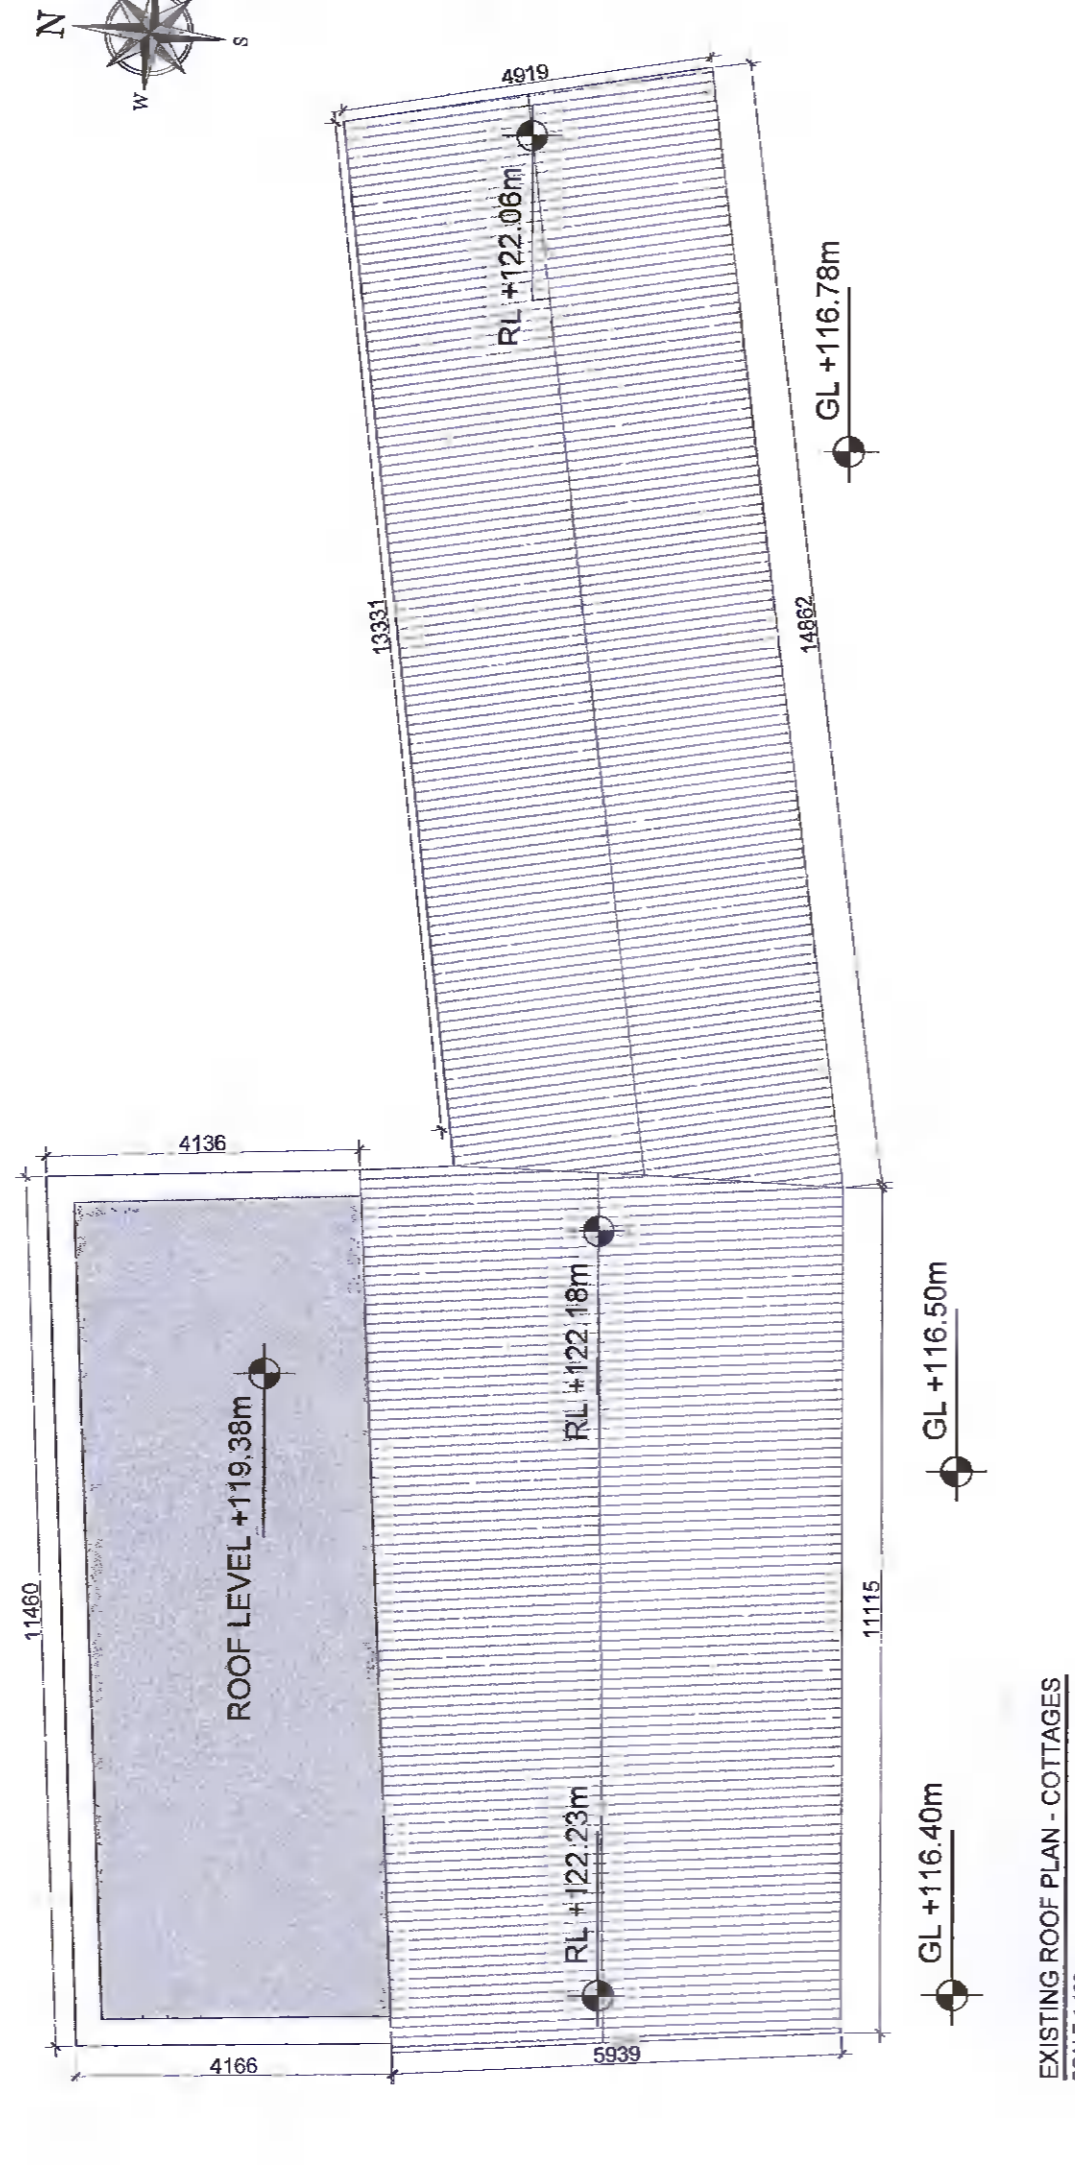 N
S
W
4919
RL +122.06m
GL +116.78m
13331
14862
4136
RL +122.18m
ROOF LEVEL +119.38m
GL +116.50m
11460
11115
RL +122.23m
GL +116.40m
4166
5939
EXISTING ROOF PLAN - COTTAGES